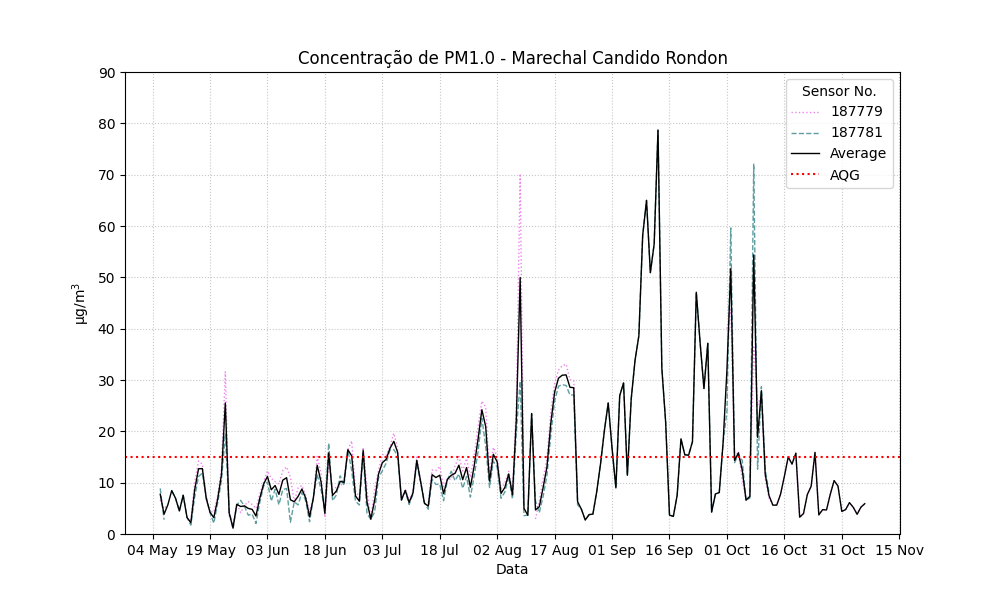 Concentração de PM1.0 - Marechal Candido Rondon
Sensor No.
187779
187781
Average
AQG
90
80
70
60
50
40
30
20
10
0
µg/m³
04 May 19 May 03 Jun 18 Jun 03 Jul 18 Jul 02 Aug 17 Aug 01 Sep 16 Sep 01 Oct 16 Oct 31 Oct 15 Nov
Data